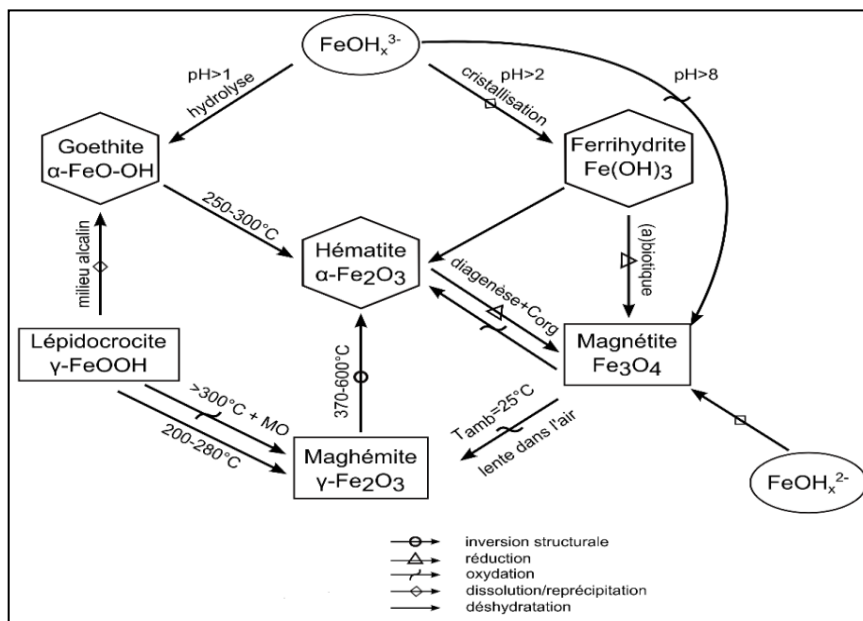 FeOHₓ³⁻
pH>1
hydrolyse
pH>2
cristallisation
pH>8
Goethite
α-FeO-OH
Ferrihydrite
Fe(OH)₃
250-300°C
Hématite
α-Fe₂O₃
(a)biotique
milieu alcalin
diagenèse+Corg
Lépidocrocite
γ-FeOOH
370-600°C
Magnétite
Fe₃O₄
>300°C + MO
200-280°C
Tamb=25°C
lente dans l'air
Maghémite
γ-Fe₂O₃
FeOHₓ²⁻
inversion structurale
réduction
oxydation
dissolution/reprécipitation
déshydratation